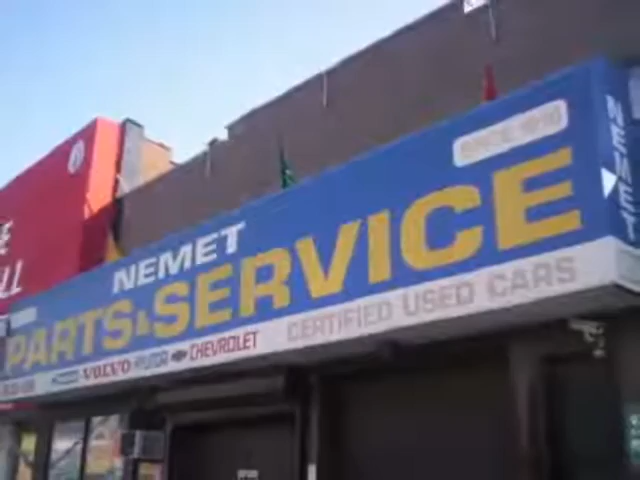 NEMET
PARTS & SERVICE
VOLVO CHEVROLET
CERTIFIED USED CARS
NEMET